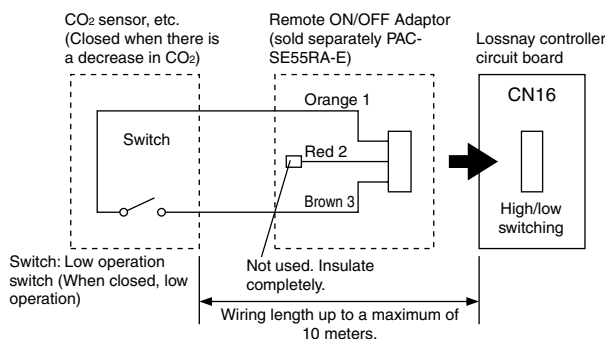 CO2 sensor, etc.
(Closed when there is
a decrease in CO2)
Remote ON/OFF Adaptor
(sold separately PAC-
SE55RA-E)
Lossnay controller
circuit board
Orange 1
CN16
Switch
Red 2
Brown 3
High/low
switching
Switch: Low operation
switch (When closed, low
operation)
Not used. Insulate
completely.
Wiring length up to a maximum of
10 meters.